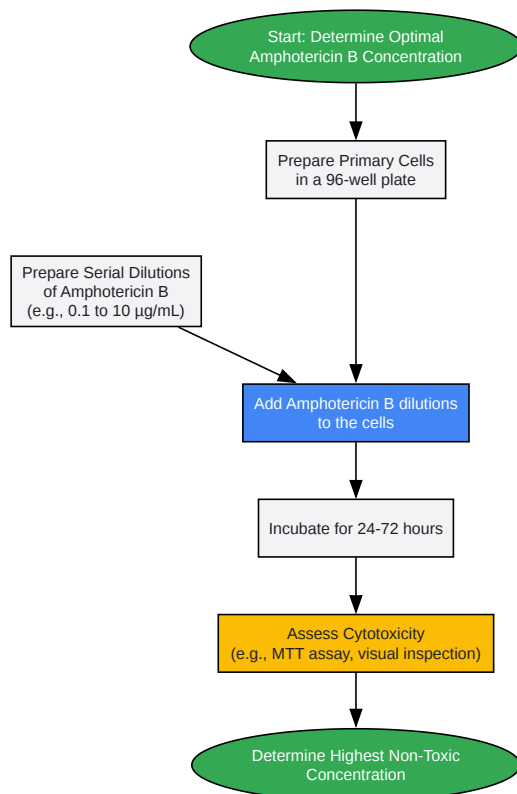 Start: Determine Optimal
Amphotericin B Concentration
Prepare Primary Cells
in a 96-well plate
Prepare Serial Dilutions
of Amphotericin B
(e.g., 0.1 to 10 µg/mL)
Add Amphotericin B dilutions
to the cells
Incubate for 24-72 hours
Assess Cytotoxicity
(e.g., MTT assay, visual inspection)
Determine Highest Non-Toxic
Concentration